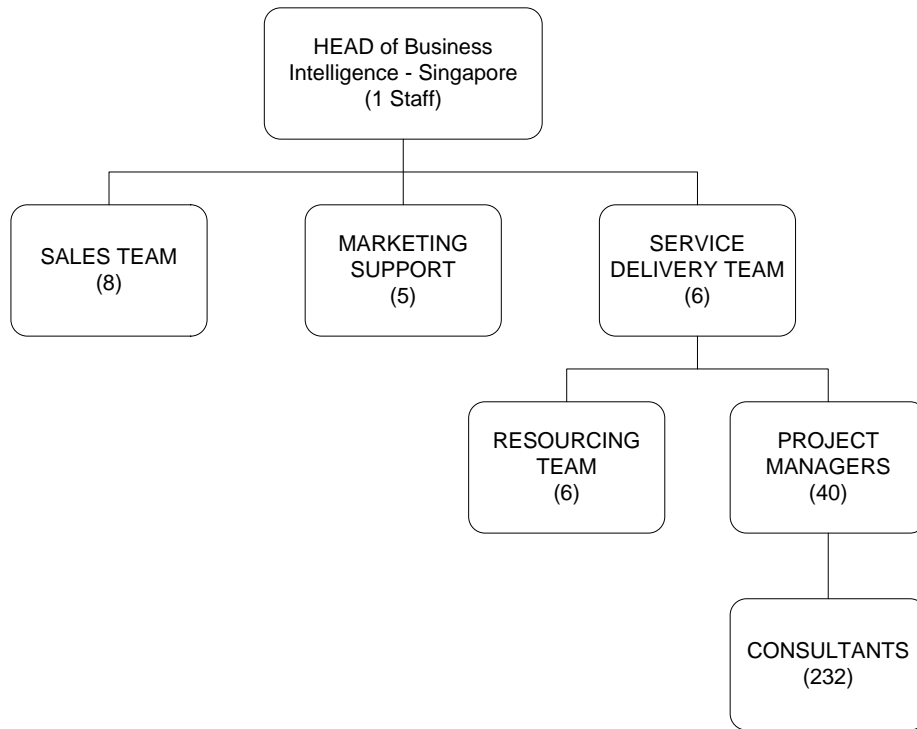 HEAD of Business
Intelligence - Singapore
(1 Staff)
SALES TEAM
(8)
MARKETING
SUPPORT
(5)
SERVICE
DELIVERY TEAM
(6)
RESOURCING
TEAM
(6)
PROJECT
MANAGERS
(40)
CONSULTANTS
(232)